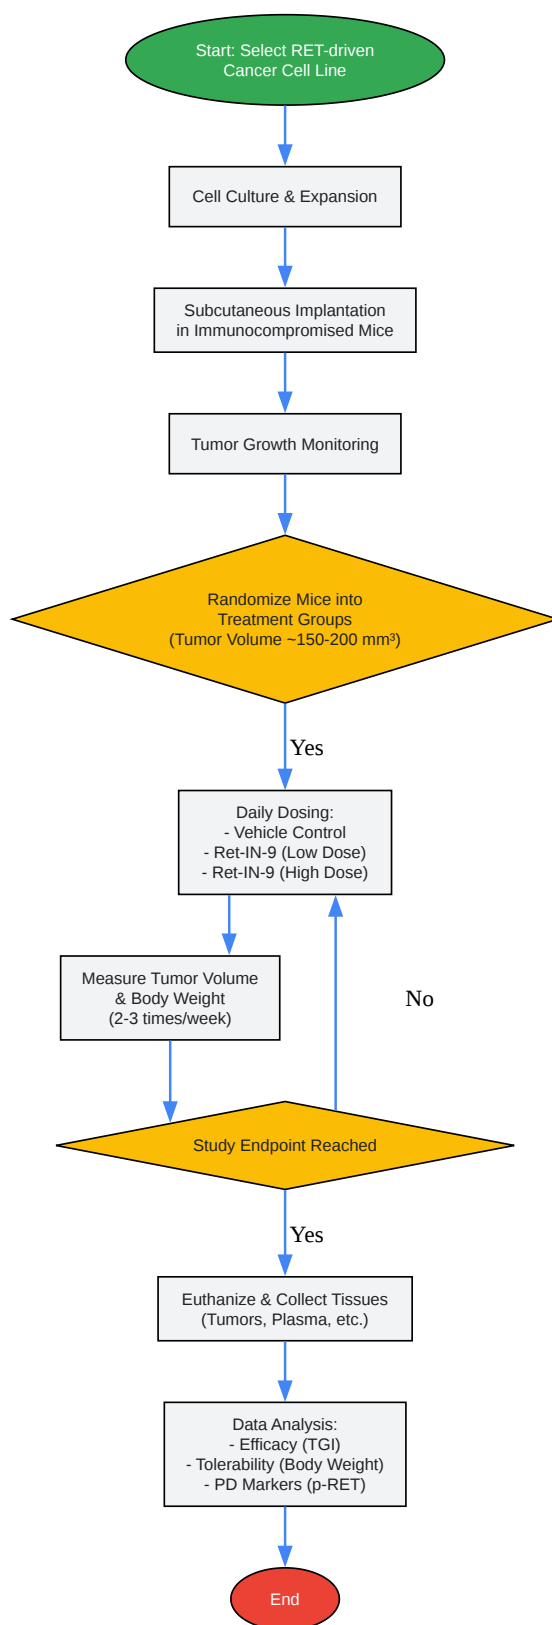 Start: Select RET-driven
Cancer Cell Line
Cell Culture & Expansion
Subcutaneous Implantation
in Immunocompromised Mice
Tumor Growth Monitoring
Randomize Mice into
Treatment Groups
(Tumor Volume ~150-200 mm³)
Yes
Daily Dosing:
- Vehicle Control
- Ret-IN-9 (Low Dose)
- Ret-IN-9 (High Dose)
Measure Tumor Volume
& Body Weight
(2-3 times/week)
No
Study Endpoint Reached
Yes
Euthanize & Collect Tissues
(Tumors, Plasma, etc.)
Data Analysis:
- Efficacy (TGI)
- Tolerability (Body Weight)
- PD Markers (p-RET)
End